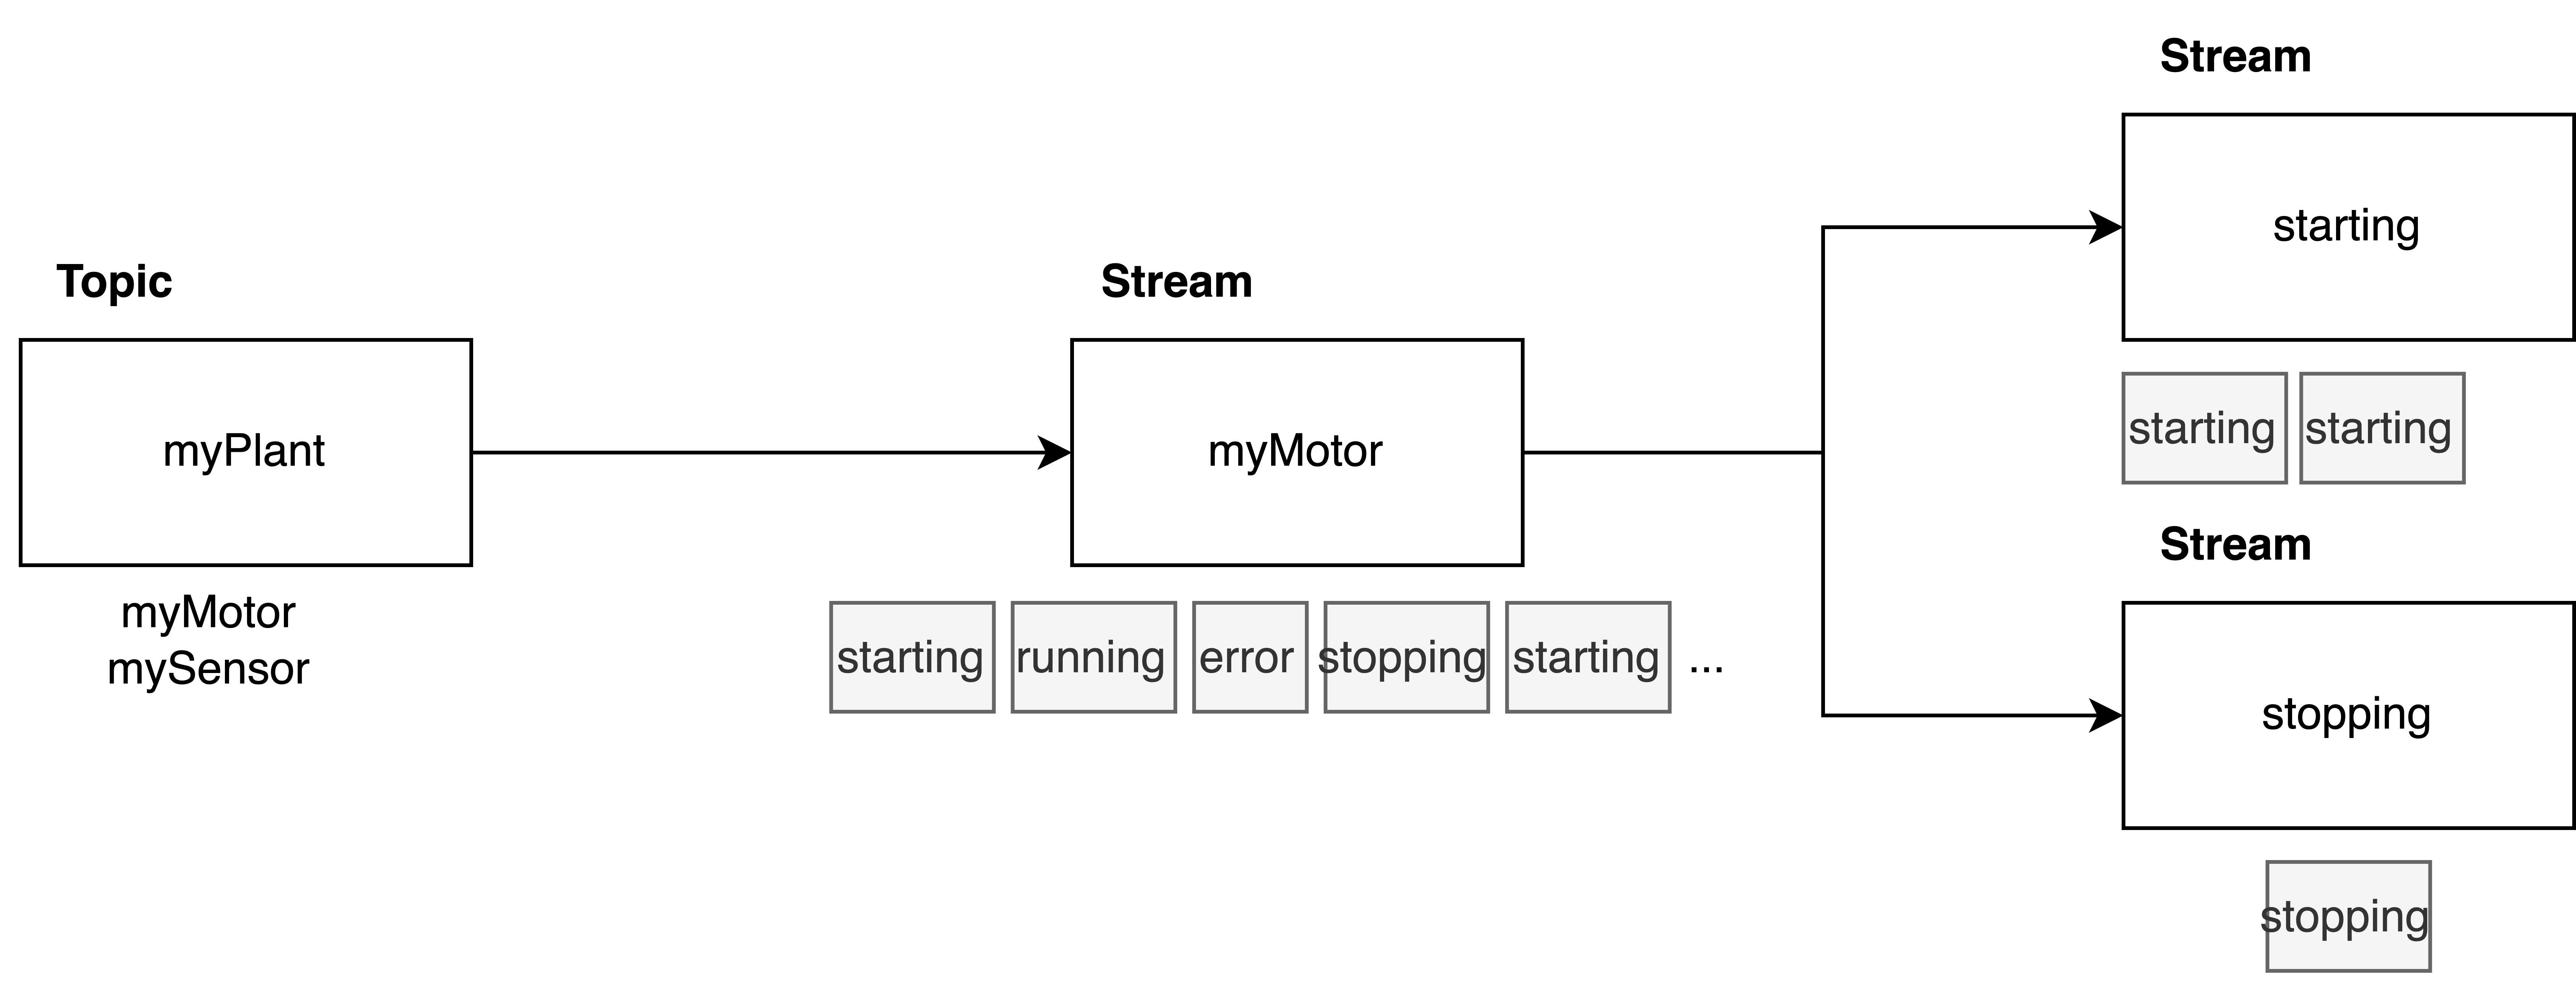 Topic
myPlant
myMotor
mySensor
Stream
myMotor
starting running error stopping starting ...
Stream
starting
starting starting
Stream
stopping
stopping